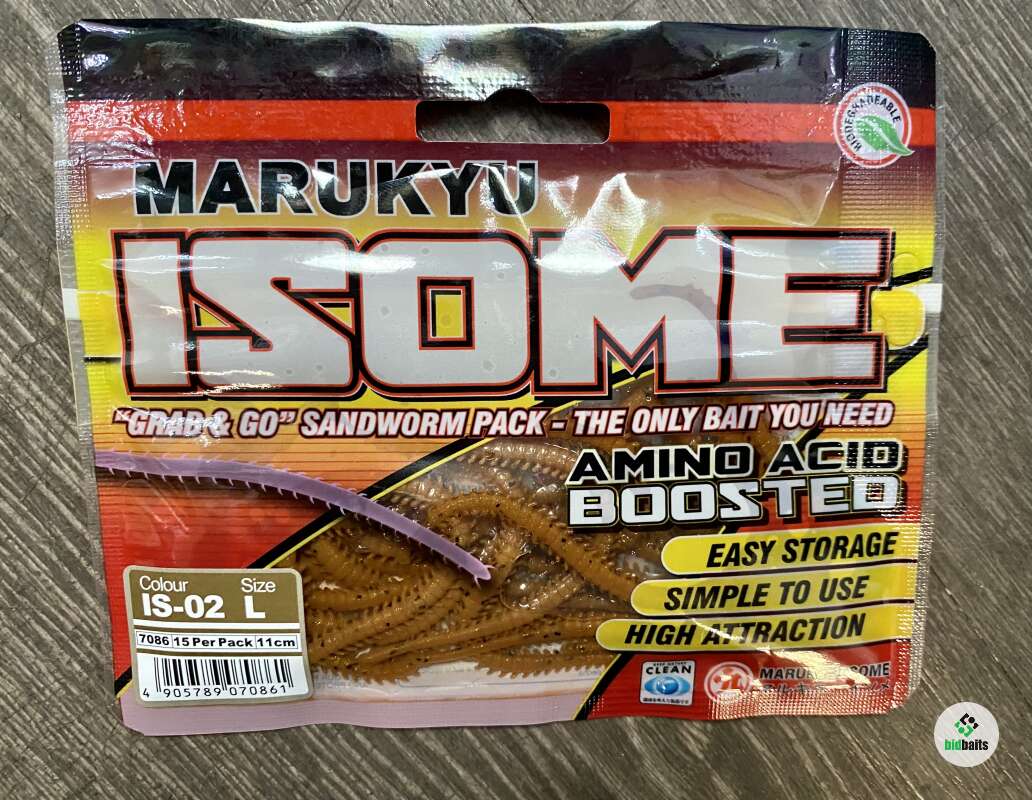 BIODEGRADEABLE
MARUKYU
ISOME
"GRAB & GO" SANDWORM PACK - THE ONLY BAIT YOU NEED
AMINO ACID
BOOSTED
EASY STORAGE
SIMPLE TO USE
HIGH ATTRACTION
Colour Size
IS-02 L
7086 15 Per Pack 11cm
4 905789 070861
CLEAN
bidbaits